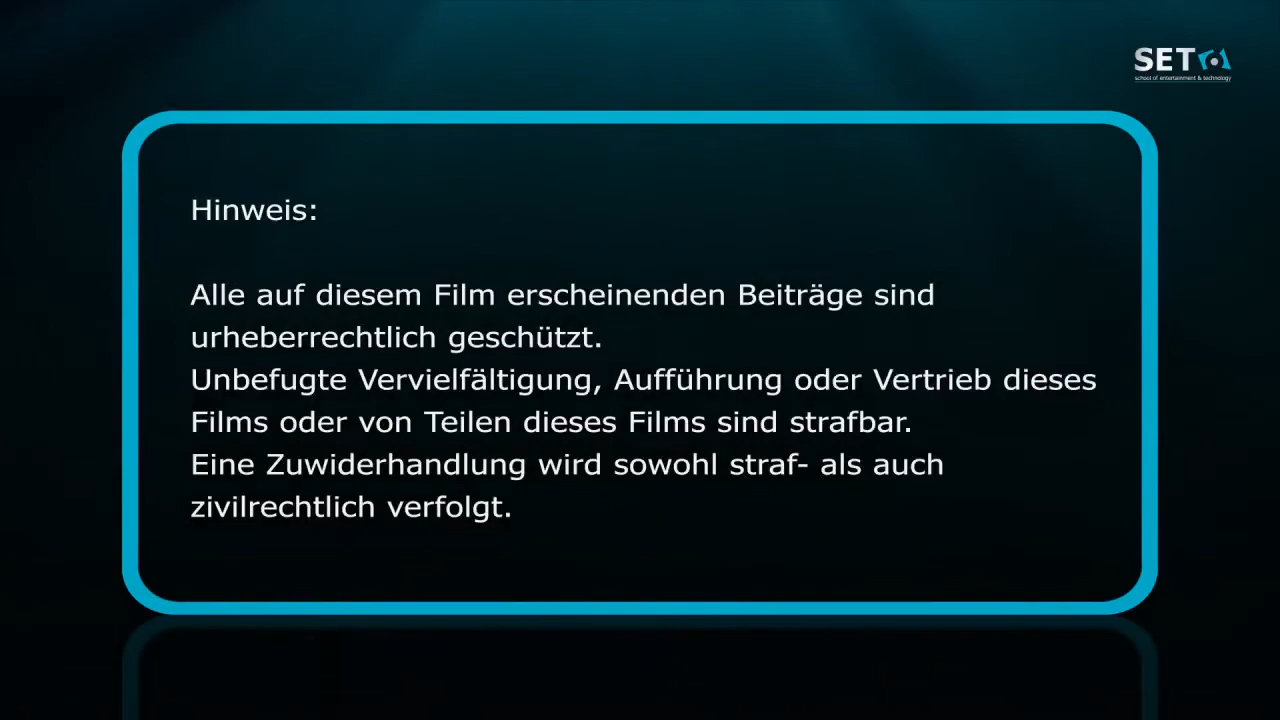 SET
school of entertainment & technology
Hinweis:
Alle auf diesem Film erscheinenden Beiträge sind
urheberrechtlich geschützt.
Unbefugte Vervielfältigung, Aufführung oder Vertrieb dieses
Films oder von Teilen dieses Films sind strafbar.
Eine Zuwiderhandlung wird sowohl straf- als auch
zivilrechtlich verfolgt.